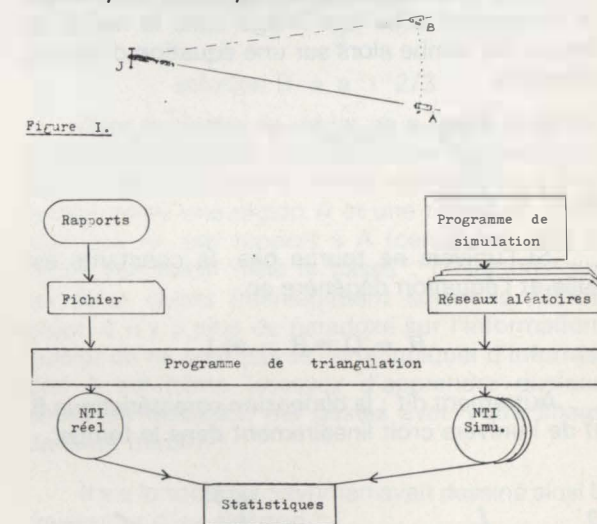 B
J
A
Figure I.
Rapports
Programme de
simulation
Fichier
Réseaux aléatoires
Programme de triangulation
NTI
réel
NTI
Simu.
Statistiques